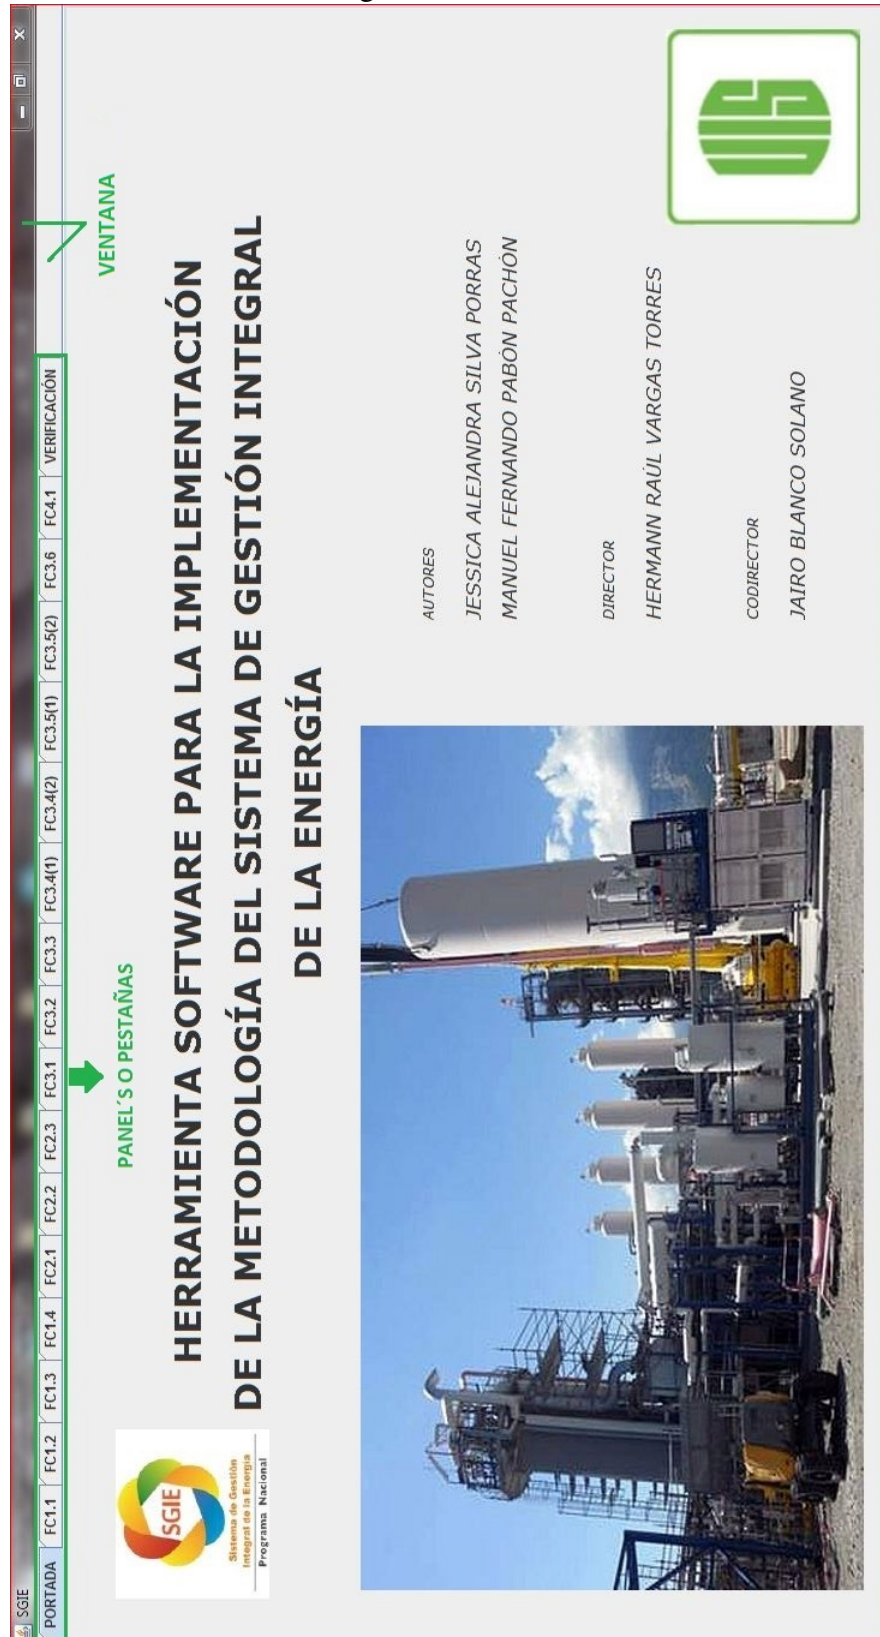 SGIE
PORTADA FC1.1 FC1.2 FC1.3 FC1.4 FC2.1 FC2.2 FC2.3 FC3.1 FC3.2 FC3.3 FC3.4(1) FC3.4(2) FC3.5(1) FC3.5(2) FC3.6 FC4.1 VERIFICACIÓN
PANEL´S O PESTAÑAS
VENTANA
SGIE
Sistema de Gestión
Integral de la Energía
Programa Nacional
HERRAMIENTA SOFTWARE PARA LA IMPLEMENTACIÓN
DE LA METODOLOGÍA DEL SISTEMA DE GESTIÓN INTEGRAL
DE LA ENERGÍA
AUTORES
JESSICA ALEJANDRA SILVA PORRAS
MANUEL FERNANDO PABÓN PACHÓN
DIRECTOR
HERMANN RAÚL VARGAS TORRES
CODIRECTOR
JAIRO BLANCO SOLANO
UIS